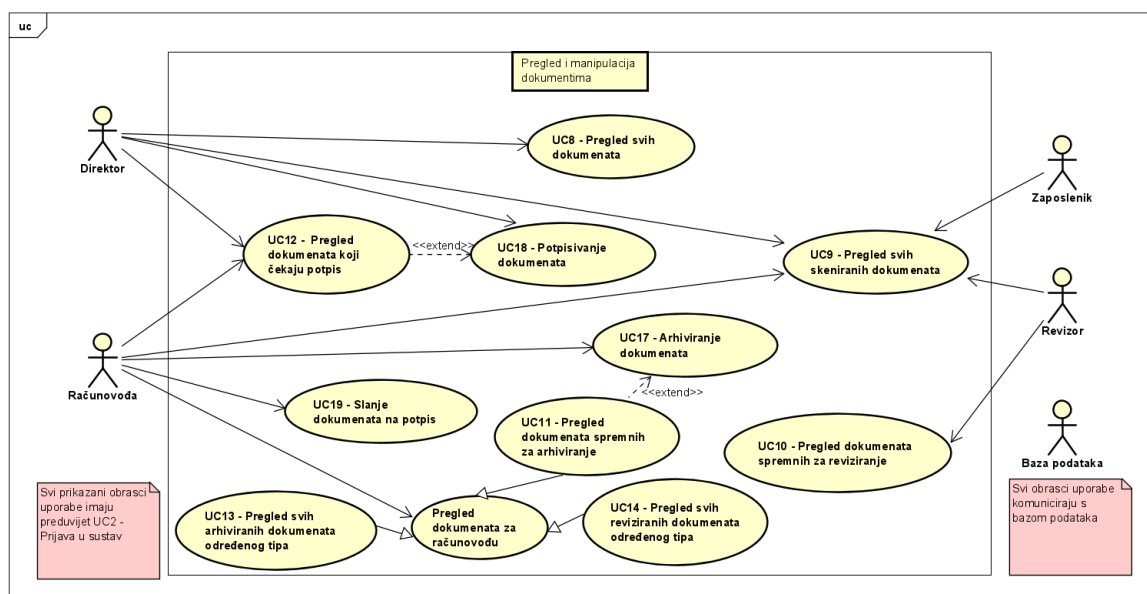 uc
Pregled i manipulacija
dokumentima
UC8 - Pregled svih
dokumenata
Direktor
Zaposlenik
UC12 - Pregled
dokumenata koji
čekaju potpis
<<extend>>
UC18 - Potpisivanje
dokumenata
UC9 - Pregled svih
skeniranih dokumenata
Revizor
UC17 - Arhiviranje
dokumenata
Računovođa
<<extend>>
UC19 - Slanje
dokumenata na potpis
UC11 - Pregled
dokumenata spremnih
za arhiviranje
UC10 - Pregled dokumenata
spremnih za reviziranje
Baza podataka
Svi prikazani obrasci
uporabe imaju
preduvijet UC2 -
Prijava u sustav
UC13 - Pregled svih
arhiviranih dokumenata
određenog tipa
Pregled
dokumenata za
računovođu
UC14 - Pregled svih
reviziranih dokumenata
određenog tipa
Svi obrasci uporabe
komuniciraju s
bazom podataka